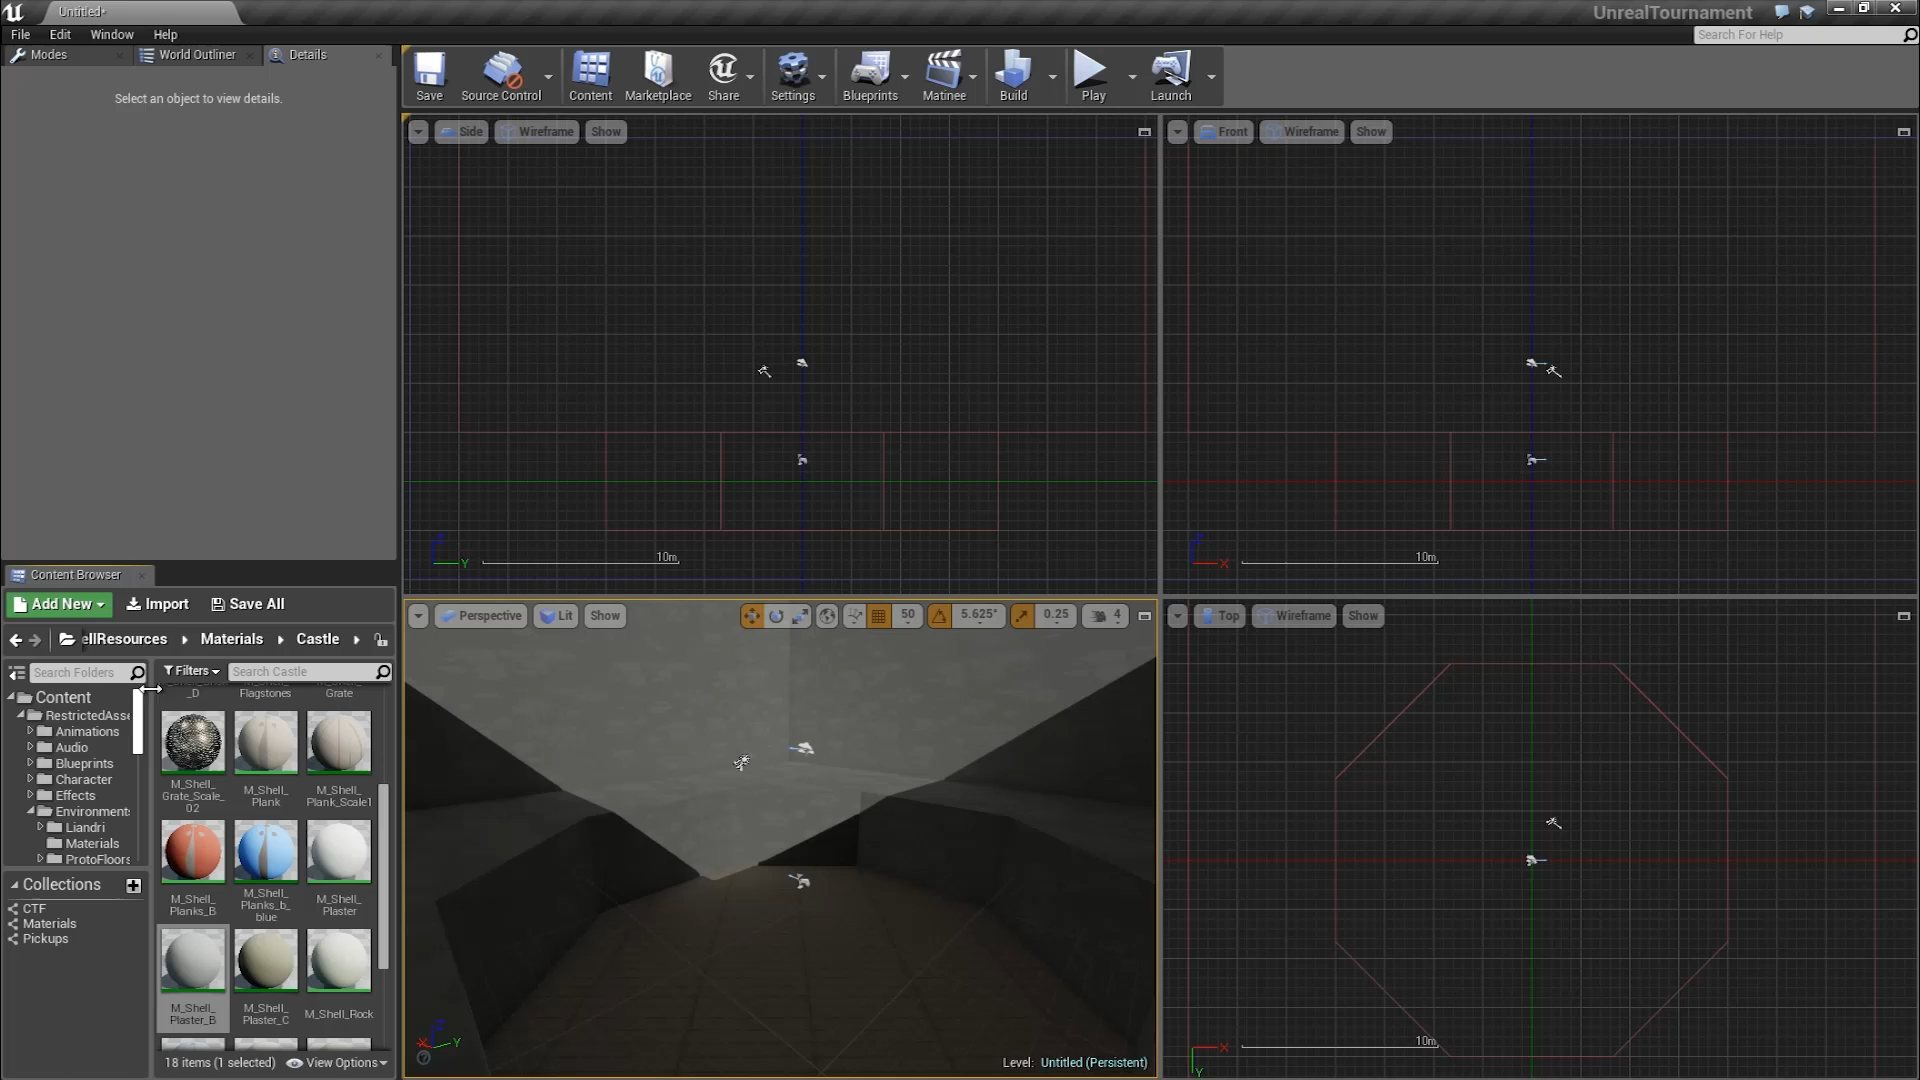 Untitled*
UnrealTournament
File Edit Window Help
Search For Help
Modes World Outliner Details
Select an object to view details.
Save Source Control Content Marketplace Share Settings Blueprints Matinee Build Play Launch
Side Wireframe Show
Front Wireframe Show
Z
Y
10m
Z
X
10m
Content Browser
Add New Import Save All
ellResources Materials Castle
Search Folders
Filters
Search Castle
Content
RestrictedAsse
Animations
Audio
Blueprints
Character
Effects
Environment
Liandri
Materials
ProtoFloors
Collections
CTF
Materials
Pickups
_D
Flagstones
Grate
M_Shell_
Grate_Scale_
02
M_Shell_
Plank
M_Shell_
Plank_Scale1
M_Shell_
Planks_B
M_Shell_
Planks_b_
blue
M_Shell_
Plaster
M_Shell_
Plaster_B
M_Shell_
Plaster_C
M_Shell_Rock
18 items (1 selected)
View Options
Perspective Lit Show
50 5.625° 0.25 4
Z
X
Y
Level: Untitled (Persistent)
Top Wireframe Show
X
Y
10m